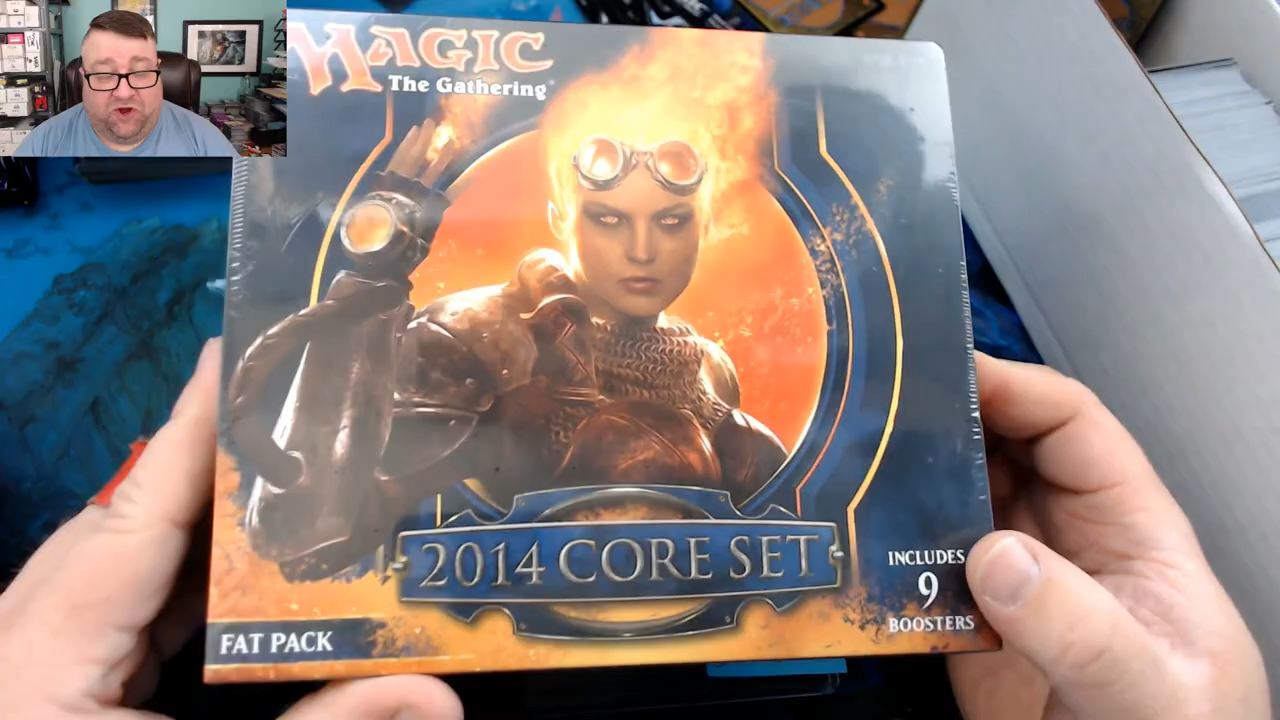 MAGIC
The Gathering
2014 CORE SET
INCLUDES
9
BOOSTERS
FAT PACK